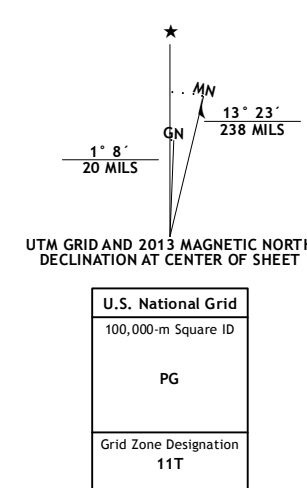 ★
MN
GN
13° 23´
238 MILS
1° 8´
20 MILS
UTM GRID AND 2013 MAGNETIC NORTH
DECLINATION AT CENTER OF SHEET
U.S. National Grid
100,000-m Square ID
PG
Grid Zone Designation
11T